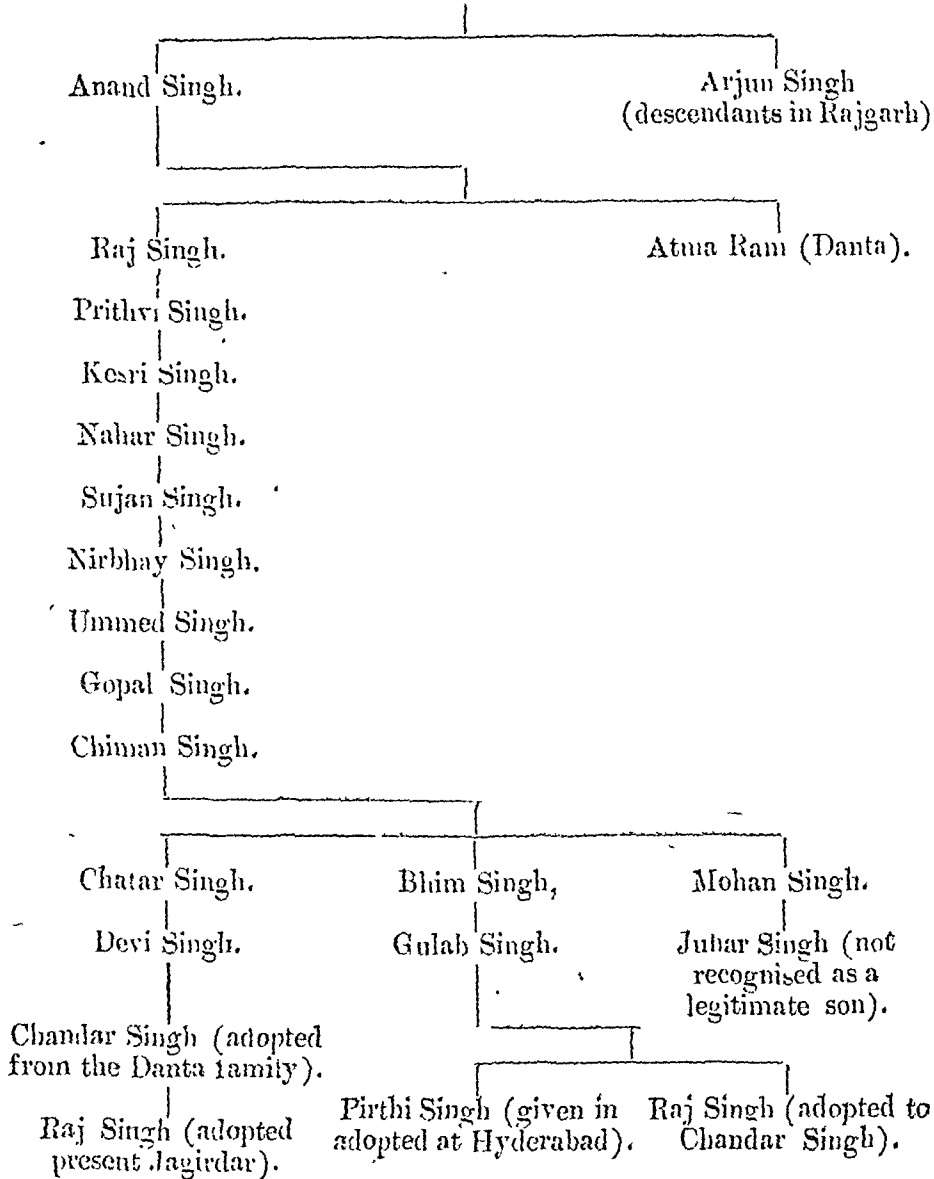 Anand Singh.
Arjun Singh
(descendants in Rajgarh)
Raj Singh.
Atma Ram (Danta).
Prithvi Singh.
Kesri Singh.
Nahar Singh.
Sujan Singh.
Nirbhay Singh.
Ummed Singh.
Gopal Singh.
Chiman Singh.
Chatar Singh.
Bhim Singh,
Mohan Singh.
Devi Singh.
Gulab Singh.
Juhar Singh (not
recognised as a
legitimate son).
Chandar Singh (adopted
from the Danta family).
Raj Singh (adopted
present Jagirdar).
Pirthi Singh (given in
adopted at Hyderabad).
Raj Singh (adopted to
Chandar Singh).